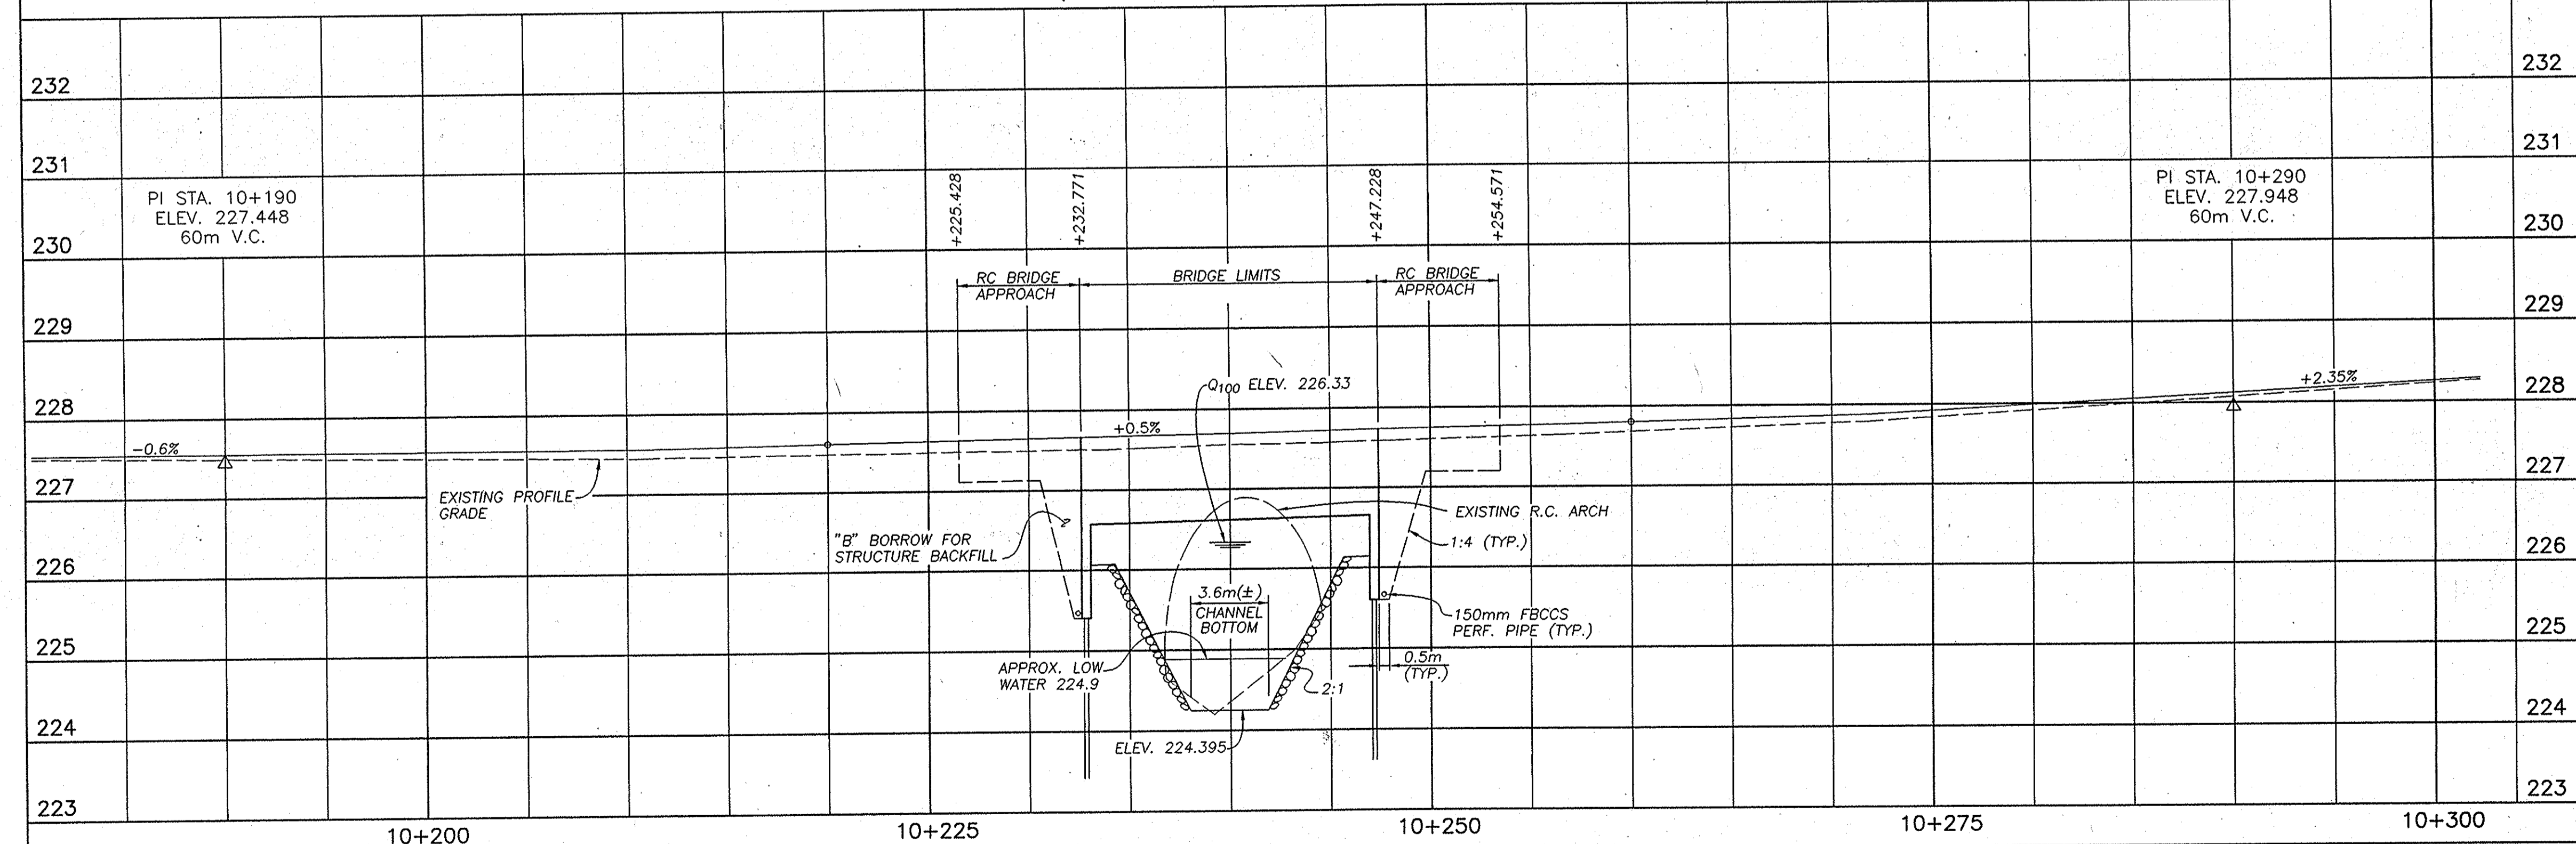 232
232
231
231
PI STA. 10+190
ELEV. 227.448
60m V.C.
+225.428
+232.771
+247.228
+254.571
PI STA. 10+290
ELEV. 227.948
60m V.C.
230
230
RC BRIDGE
APPROACH
BRIDGE LIMITS
RC BRIDGE
APPROACH
229
229
Q100 ELEV. 226.33
+2.35%
228
228
-0.6%
+0.5%
227
227
EXISTING PROFILE
GRADE
EXISTING R.C. ARCH
"B" BORROW FOR
STRUCTURE BACKFILL
1:4 (TYP.)
226
226
3.6m(±)
CHANNEL
BOTTOM
150mm FBCCS
PERF. PIPE (TYP.)
225
225
APPROX. LOW
WATER 224.9
0.5m
(TYP.)
2:1
224
224
ELEV. 224.395
223
223
10+200
10+225
10+250
10+275
10+300